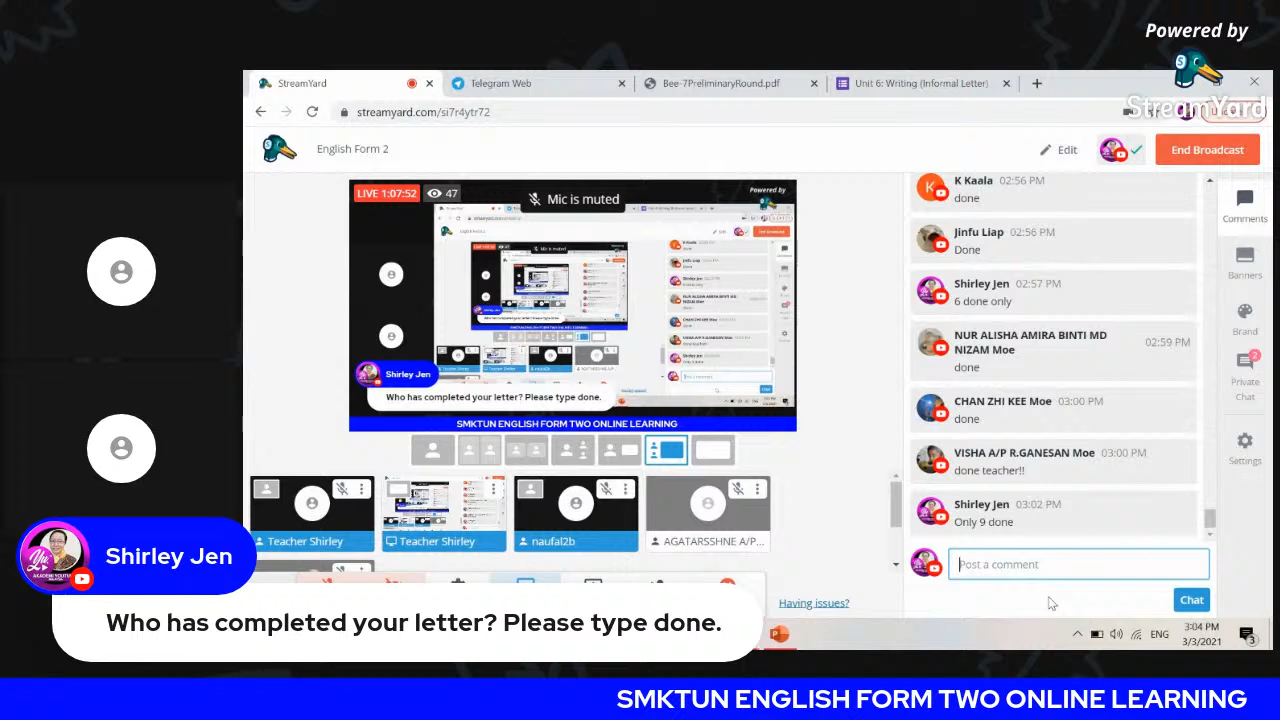 Powered by
StreamYard
StreamYard
Telegram Web
Bee-7PreliminaryRound.pdf
Unit 6: Writing (Informal Letter)
streamyard.com/si7r4ytr72
English Form 2
Edit
End Broadcast
LIVE 1:07:52
47
Mic is muted
Powered by
Shirley Jen
Who has completed your letter? Please type done.
SMKTUN ENGLISH FORM TWO ONLINE LEARNING
Teacher Shirley
Teacher Shirley
naufal2b
AGATARSSHNE A/P...
K Kaala 02:56 PM
done
Jinfu Liap 02:56 PM
Done
Shirley Jen 02:57 PM
6 done only
NUR ALISHA AMIRA BINTI MD
NIZAM Moe 02:59 PM
done
CHAN ZHI KEE Moe 03:00 PM
done
VISHA A/P R.GANESAN Moe 03:00 PM
done teacher!!
Shirley Jen 03:02 PM
Only 9 done
Post a comment
Chat
Having issues?
Comments
Banners
Brand
2
Private
Chat
Settings
ENG
3:04 PM
3/3/2021
3
Shirley Jen
AKADEMI YOUTU
Who has completed your letter? Please type done.
SMKTUN ENGLISH FORM TWO ONLINE LEARNING